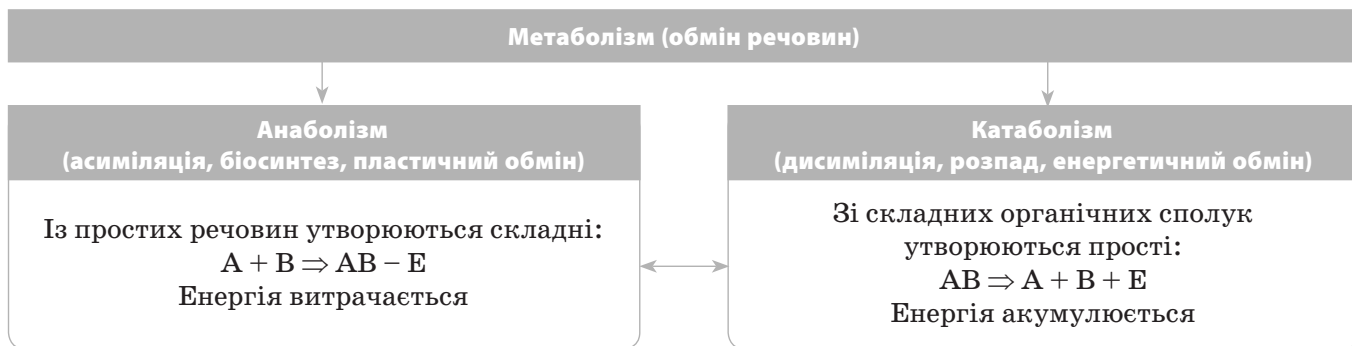 Метаболізм (обмін речовин)
Анаболізм
(асиміляція, біосинтез, пластичний обмін)
Із простих речовин утворюються складні:
A + B ⇒ AB – E
Енергія витрачається
Катаболізм
(дисиміляція, розпад, енергетичний обмін)
Зі складних органічних сполук
утворюються прості:
AB ⇒ A + B + E
Енергія акумулюється